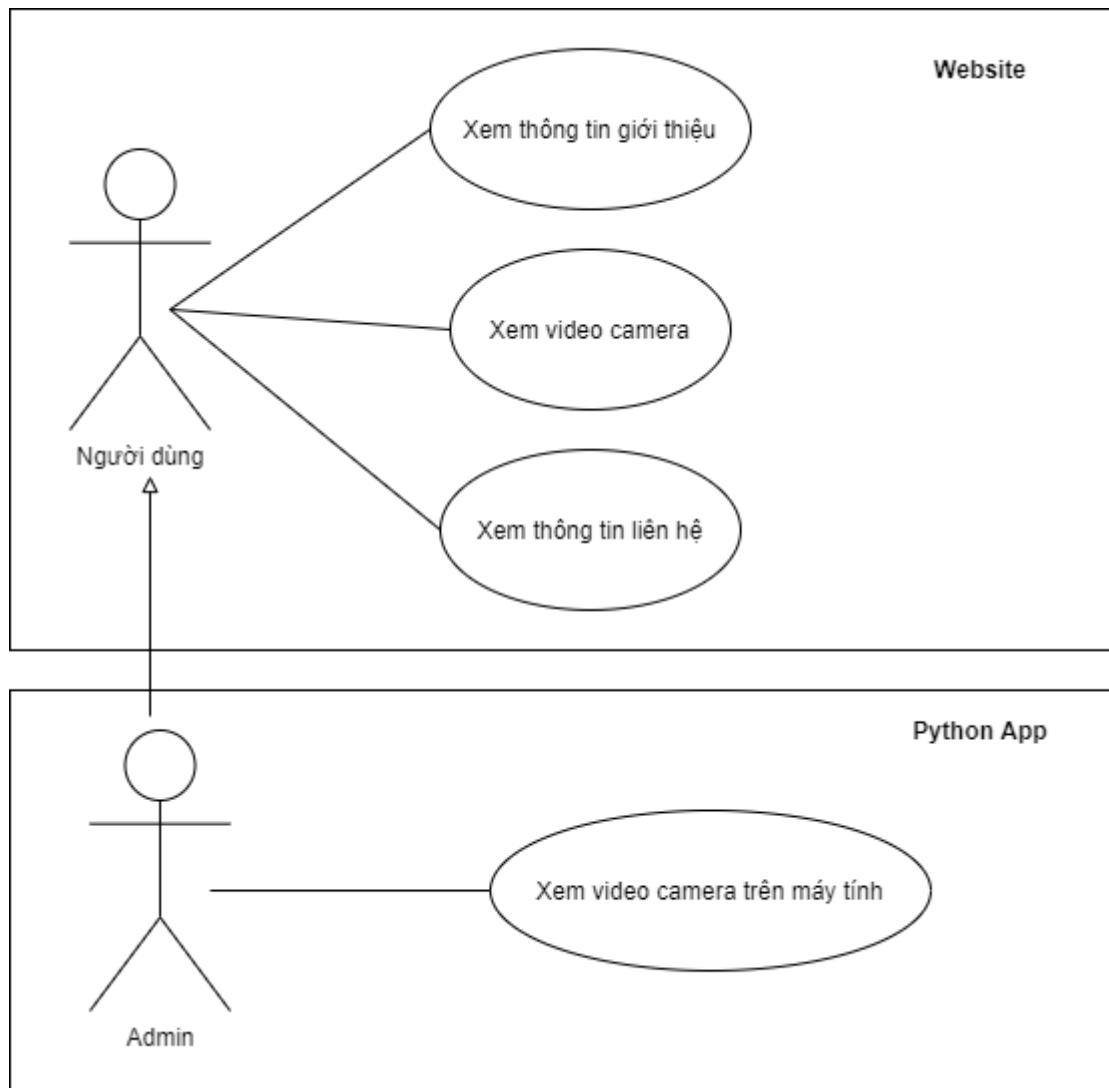 Website
Xem thông tin giới thiệu
Xem video camera
Người dùng
Xem thông tin liên hệ
Python App
Xem video camera trên máy tính
Admin